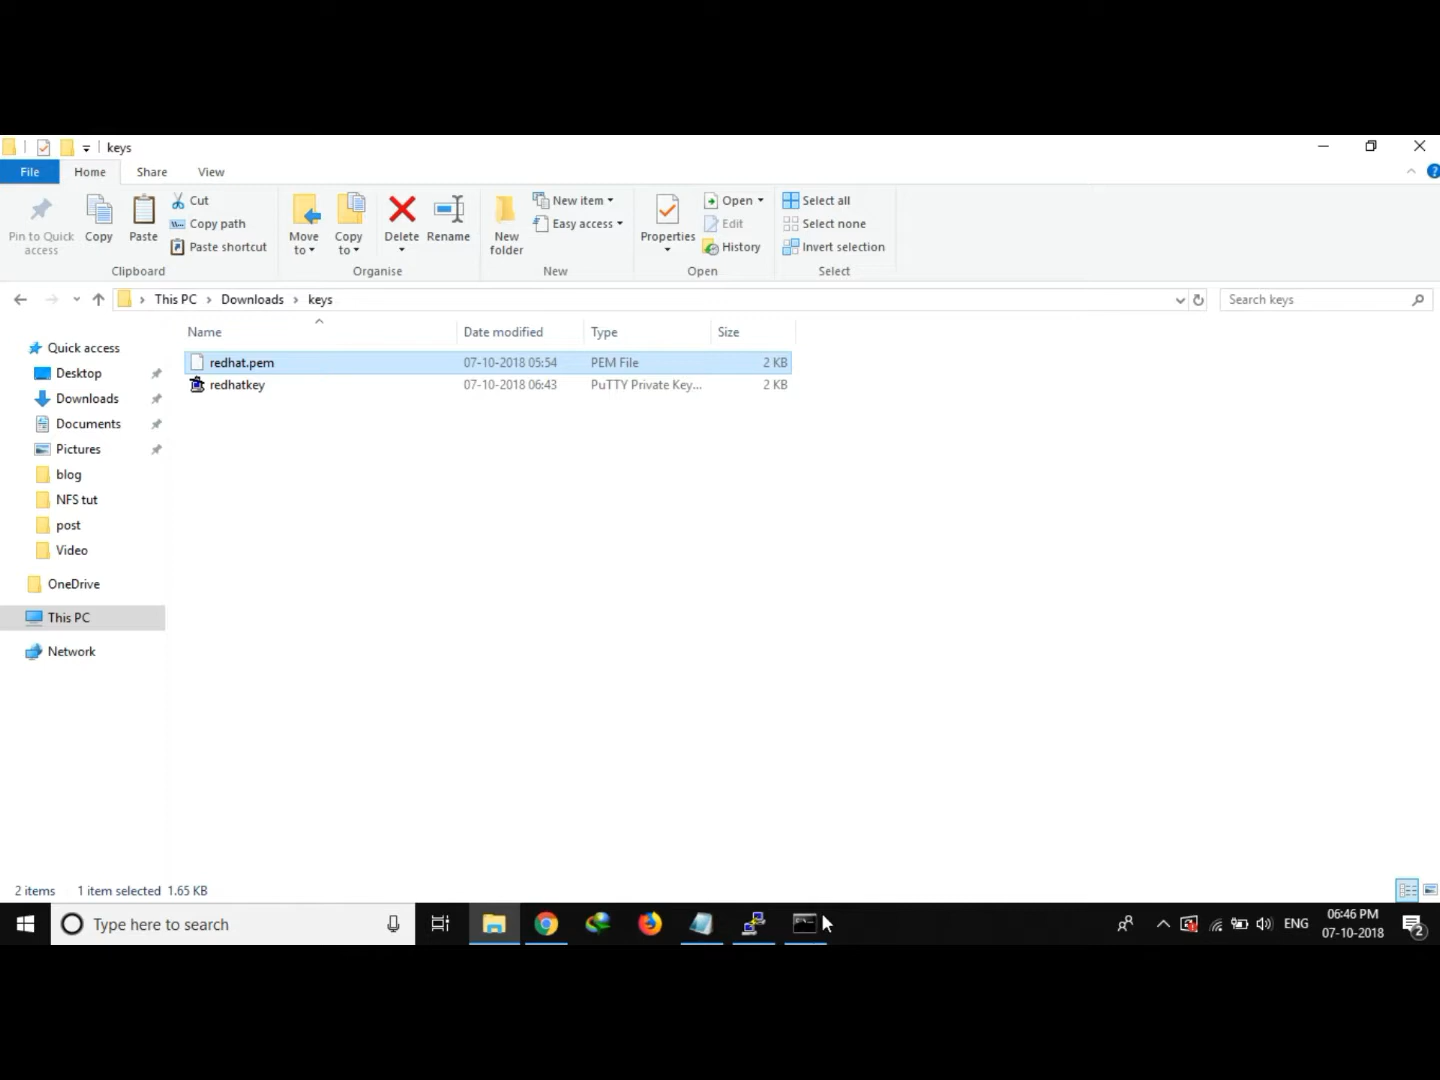 keys
File Home Share View
Pin to Quick access
Copy
Paste
Cut
Copy path
Paste shortcut
Clipboard
Move to
Copy to
Delete
Rename
Organise
New folder
New item
Easy access
New
Properties
Open
Edit
History
Open
Select all
Select none
Invert selection
Select
This PC > Downloads > keys
Search keys
Name Date modified Type Size
redhat.pem 07-10-2018 05:54 PEM File 2 KB
redhatkey 07-10-2018 06:43 PuTTY Private Key... 2 KB
Quick access
Desktop
Downloads
Documents
Pictures
blog
NFS tut
post
Video
OneDrive
This PC
Network
2 items 1 item selected 1.65 KB
Type here to search
ENG
06:46 PM
07-10-2018
2